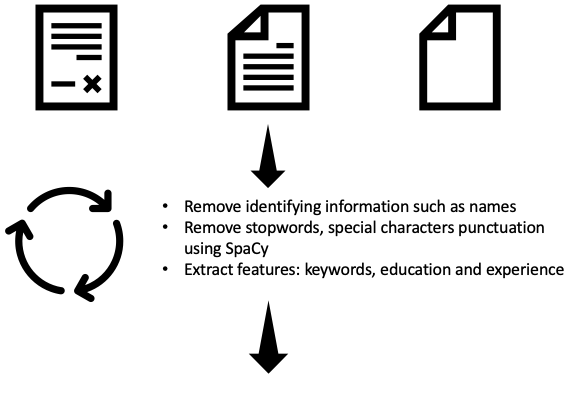 • Remove identifying information such as names
• Remove stopwords, special characters punctuation
using SpaCy
• Extract features: keywords, education and experience